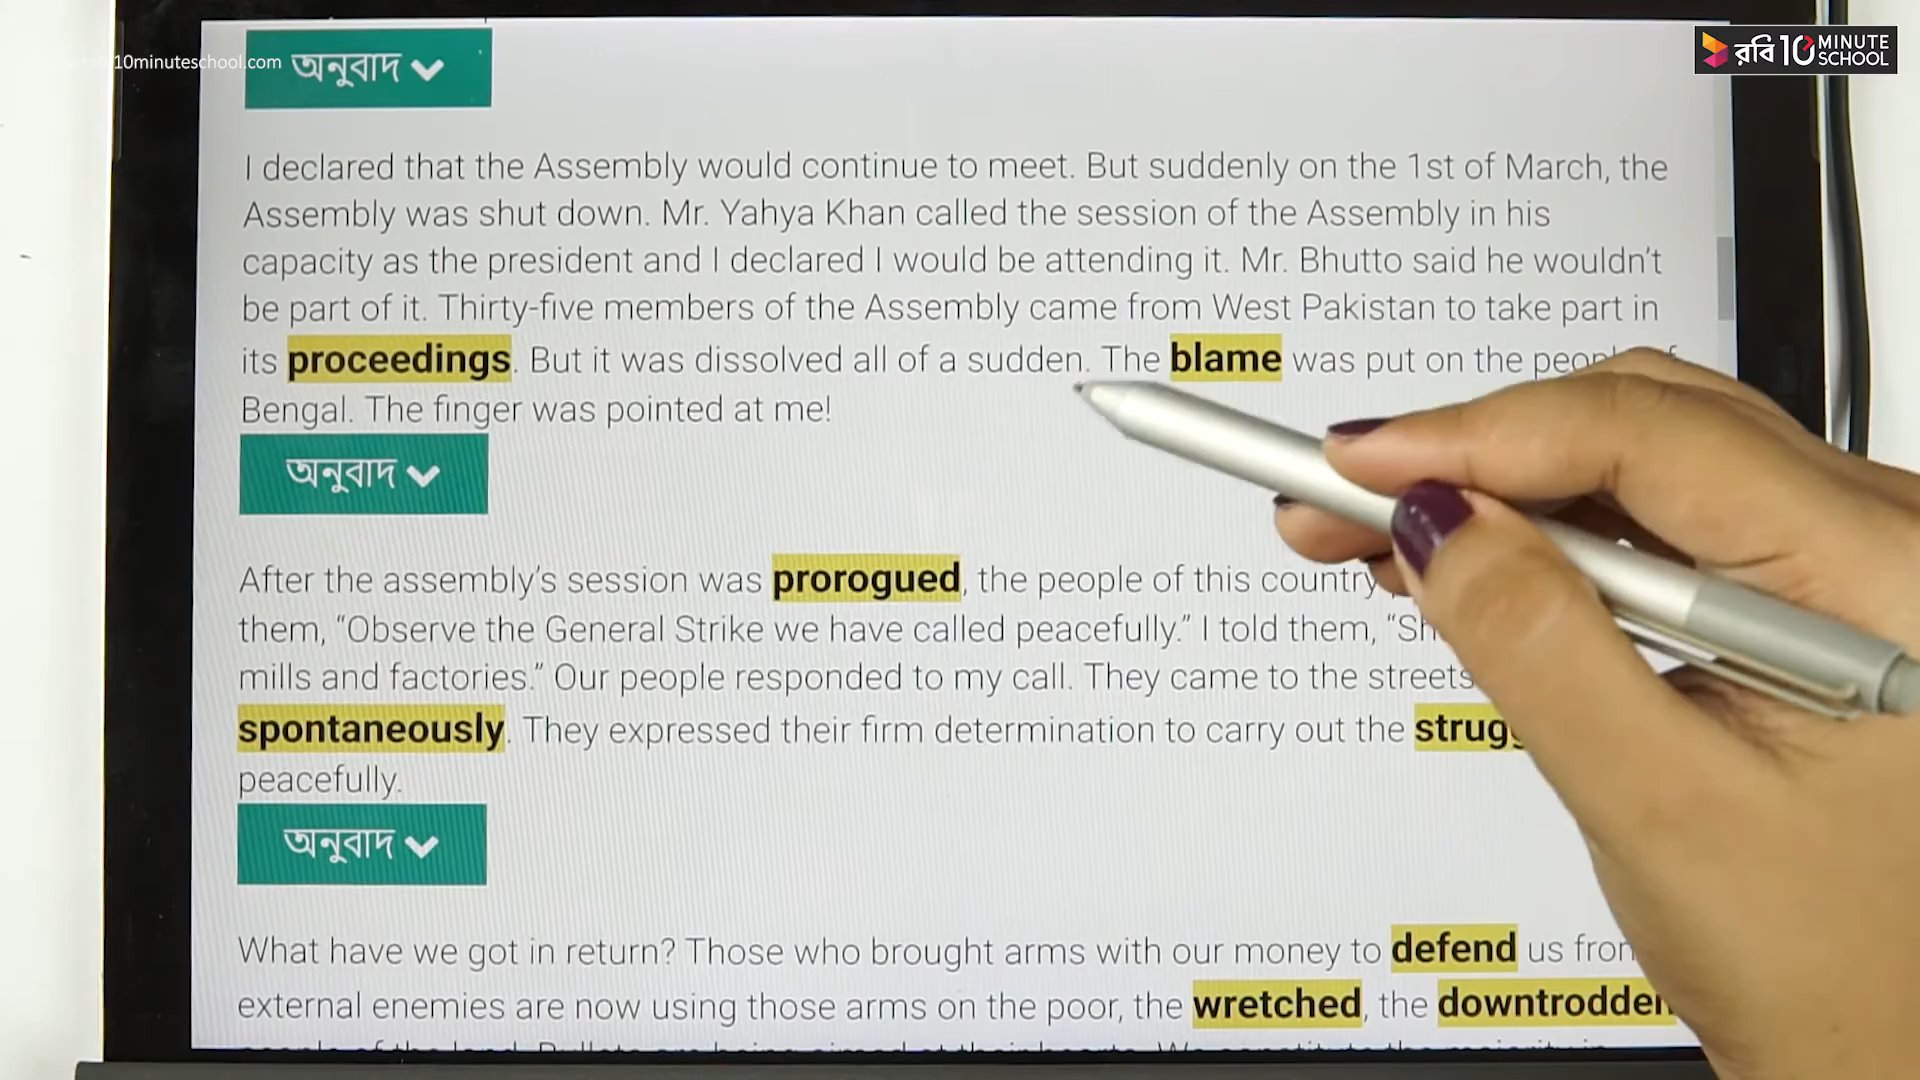 10minuteschool.com
অনুবাদ
রবি 10 MINUTE SCHOOL
I declared that the Assembly would continue to meet. But suddenly on the 1st of March, the
Assembly was shut down. Mr. Yahya Khan called the session of the Assembly in his
capacity as the president and I declared I would be attending it. Mr. Bhutto said he wouldn't
be part of it. Thirty-five members of the Assembly came from West Pakistan to take part in
its proceedings. But it was dissolved all of a sudden. The blame was put on the people of
Bengal. The finger was pointed at me!
অনুবাদ
After the assembly's session was prorogued, the people of this country
them, “Observe the General Strike we have called peacefully.” I told them, “
mills and factories.” Our people responded to my call. They came to the streets
spontaneously. They expressed their firm determination to carry out the
peacefully.
অনুবাদ
What have we got in return? Those who brought arms with our money to defend us from
external enemies are now using those arms on the poor, the wretched, the downtrodden